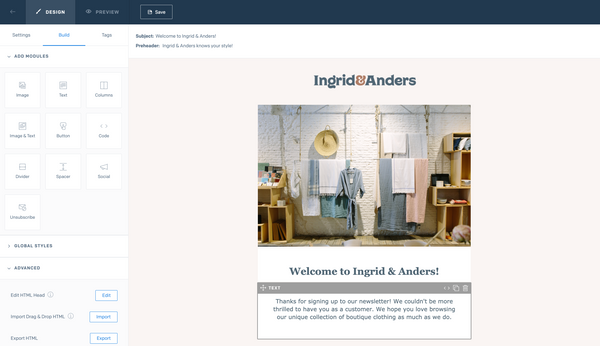 DESIGN
PREVIEW
Save
Settings
Build
Tags
Subject: Welcome to Ingrid & Anders!
Preheader: Ingrid & Anders knows your style!
ADD MODULES
Image
Text
Columns
Image & Text
Button
Code
Divider
Spacer
Social
Unsubscribe
GLOBAL STYLES
ADVANCED
Edit HTML Head
Edit
Import Drag & Drop HTML
Import
Export HTML
Export
Ingrid&Anders
Welcome to Ingrid & Anders!
TEXT
Thanks for signing up to our newsletter! We couldn't be more
thrilled to have you as a customer. We hope you love browsing
our unique collection of boutique clothing as much as we do.